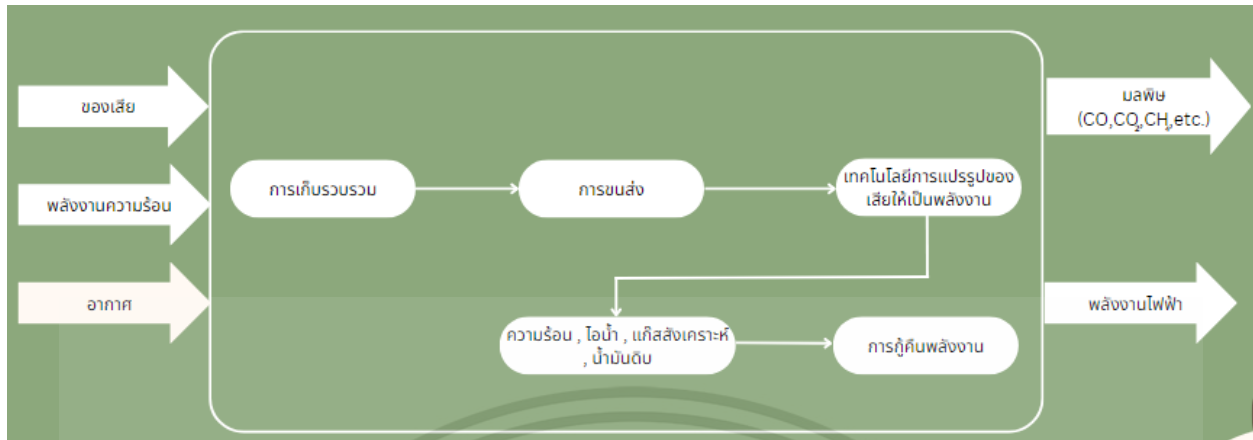 ของเสีย
พลังงานความร้อน
อากาศ
การเก็บรวบรวม
การขนส่ง
เทคโนโลยีการแปรรูปของ
เสียให้เป็นพลังงาน
ความร้อน , ไอน้ำ , แก๊สสังเคราะห์
, น้ำมันดิบ
การกู้คืนพลังงาน
มลพิษ
(CO,CO₂,CH₄,etc.)
พลังงานไฟฟ้า